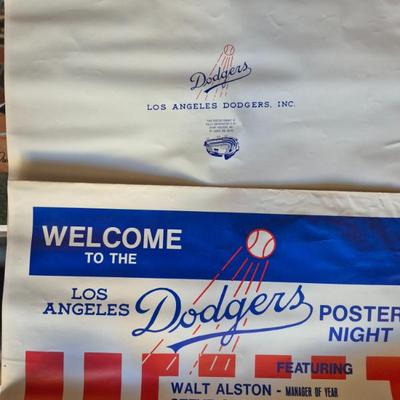 Dodgers
LOS ANGELES DODGERS, INC.
WELCOME
TO THE
LOS
ANGELES
Dodgers
POSTER
NIGHT
FEATURING
WALT ALSTON - MANAGER OF YEAR